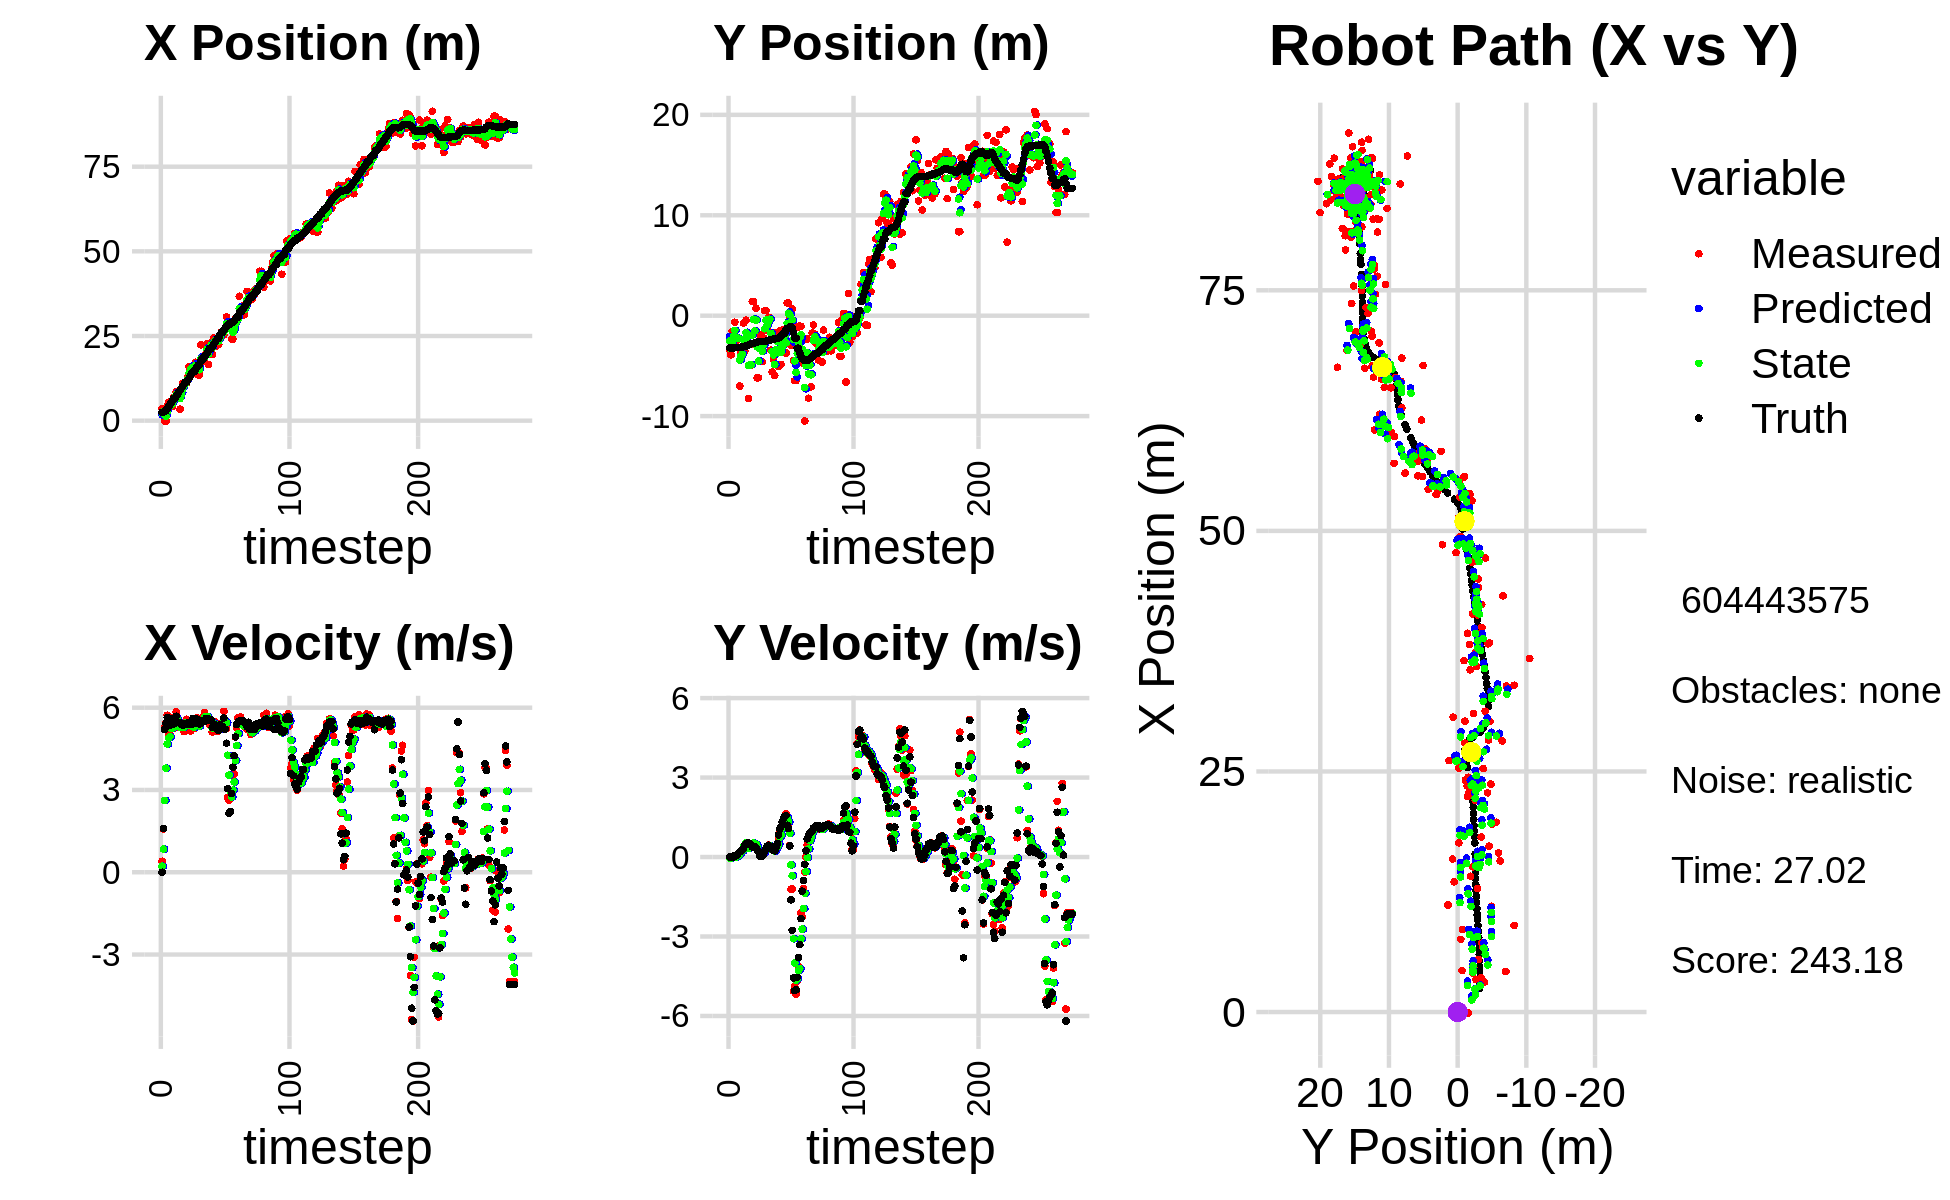 X Position (m)
75
50
25
0
0
100
200
timestep
Y Position (m)
20
10
0
-10
0
100
200
timestep
X Velocity (m/s)
6
3
0
-3
0
100
200
timestep
Y Velocity (m/s)
6
3
0
-3
-6
0
100
200
timestep
Robot Path (X vs Y)
X Position (m)
75
50
25
0
20 10 0 -10 -20
Y Position (m)
variable
Measured
Predicted
State
Truth
604443575
Obstacles: none
Noise: realistic
Time: 27.02
Score: 243.18